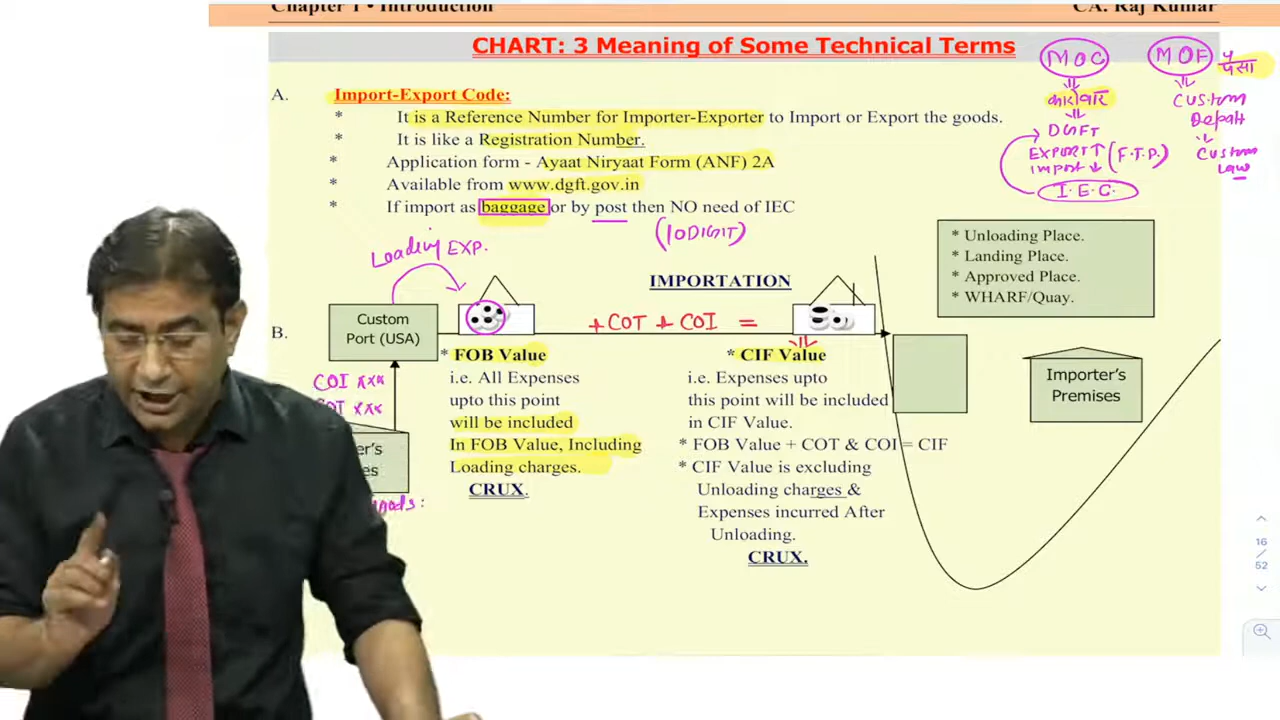 Chapter 1 • Introduction
CA. Raj Kumar
CHART: 3 Meaning of Some Technical Terms
A. Import-Export Code:
* It is a Reference Number for Importer-Exporter to Import or Export the goods.
* It is like a Registration Number.
* Application form - Ayaat Niryaat Form (ANF) 2A
* Available from www.dgft.gov.in
* If import as baggage or by post then NO need of IEC
(10 DIGIT)
MOC
कारोबार
DGFT
EXPORT ↑ (F.T.P.)
Import ↓
I.E.C.
MOF
पैसा
Custom
Depatt
Custom
Law
Loading EXP.
IMPORTATION
* Unloading Place.
* Landing Place.
* Approved Place.
* WHARF/Quay.
B.
Custom
Port (USA)
+ COT + COI =
COI xxx
COT xxx
* FOB Value
i.e. All Expenses
upto this point
will be included
In FOB Value, Including
Loading charges.
CRUX.
* CIF Value
i.e. Expenses upto
this point will be included
in CIF Value.
* FOB Value + COT & COI = CIF
* CIF Value is excluding
Unloading charges &
Expenses incurred After
Unloading.
CRUX.
Importer's
Premises
16
/
52